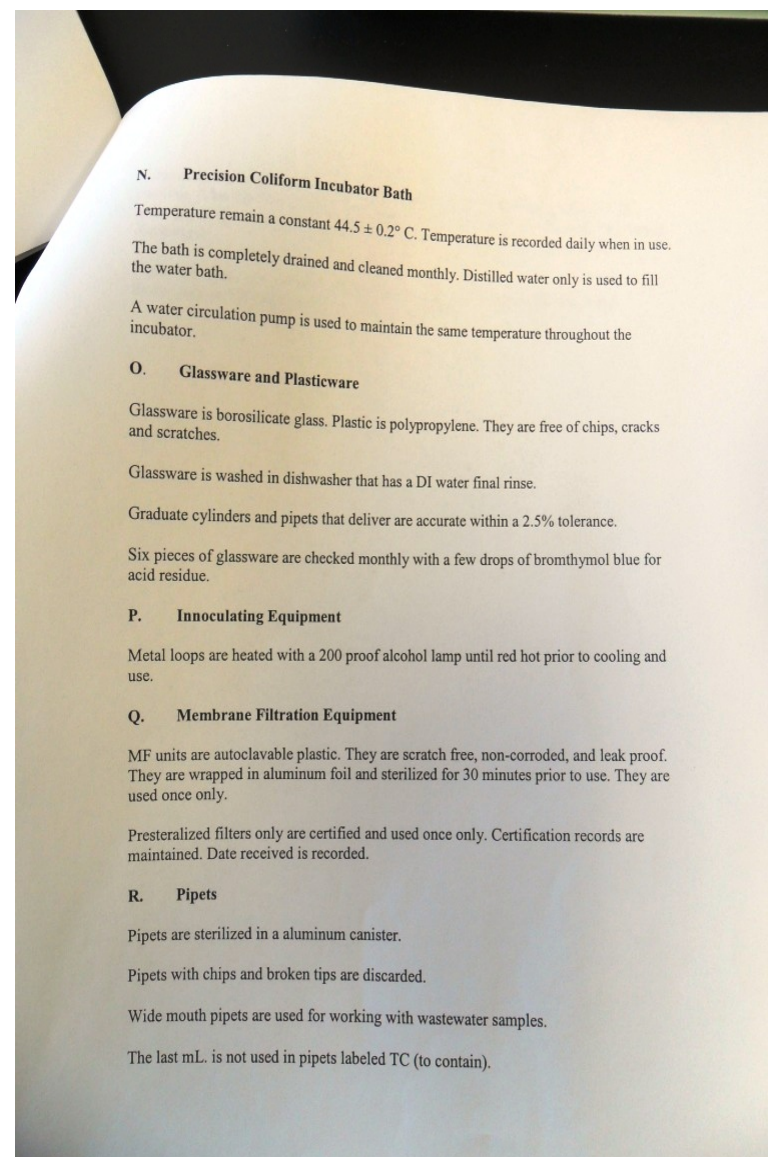 N. Precision Coliform Incubator Bath
Temperature remain a constant 44.5 ± 0.2° C. Temperature is recorded daily when in use.
The bath is completely drained and cleaned monthly. Distilled water only is used to fill
the water bath.
A water circulation pump is used to maintain the same temperature throughout the
incubator.
O. Glassware and Plasticware
Glassware is borosilicate glass. Plastic is polypropylene. They are free of chips, cracks
and scratches.
Glassware is washed in dishwasher that has a DI water final rinse.
Graduate cylinders and pipets that deliver are accurate within a 2.5% tolerance.
Six pieces of glassware are checked monthly with a few drops of bromthymol blue for
acid residue.
P. Innoculating Equipment
Metal loops are heated with a 200 proof alcohol lamp until red hot prior to cooling and
use.
Q. Membrane Filtration Equipment
MF units are autoclavable plastic. They are scratch free, non-corroded, and leak proof.
They are wrapped in aluminum foil and sterilized for 30 minutes prior to use. They are
used once only.
Presteralized filters only are certified and used once only. Certification records are
maintained. Date received is recorded.
R. Pipets
Pipets are sterilized in a aluminum canister.
Pipets with chips and broken tips are discarded.
Wide mouth pipets are used for working with wastewater samples.
The last mL. is not used in pipets labeled TC (to contain).